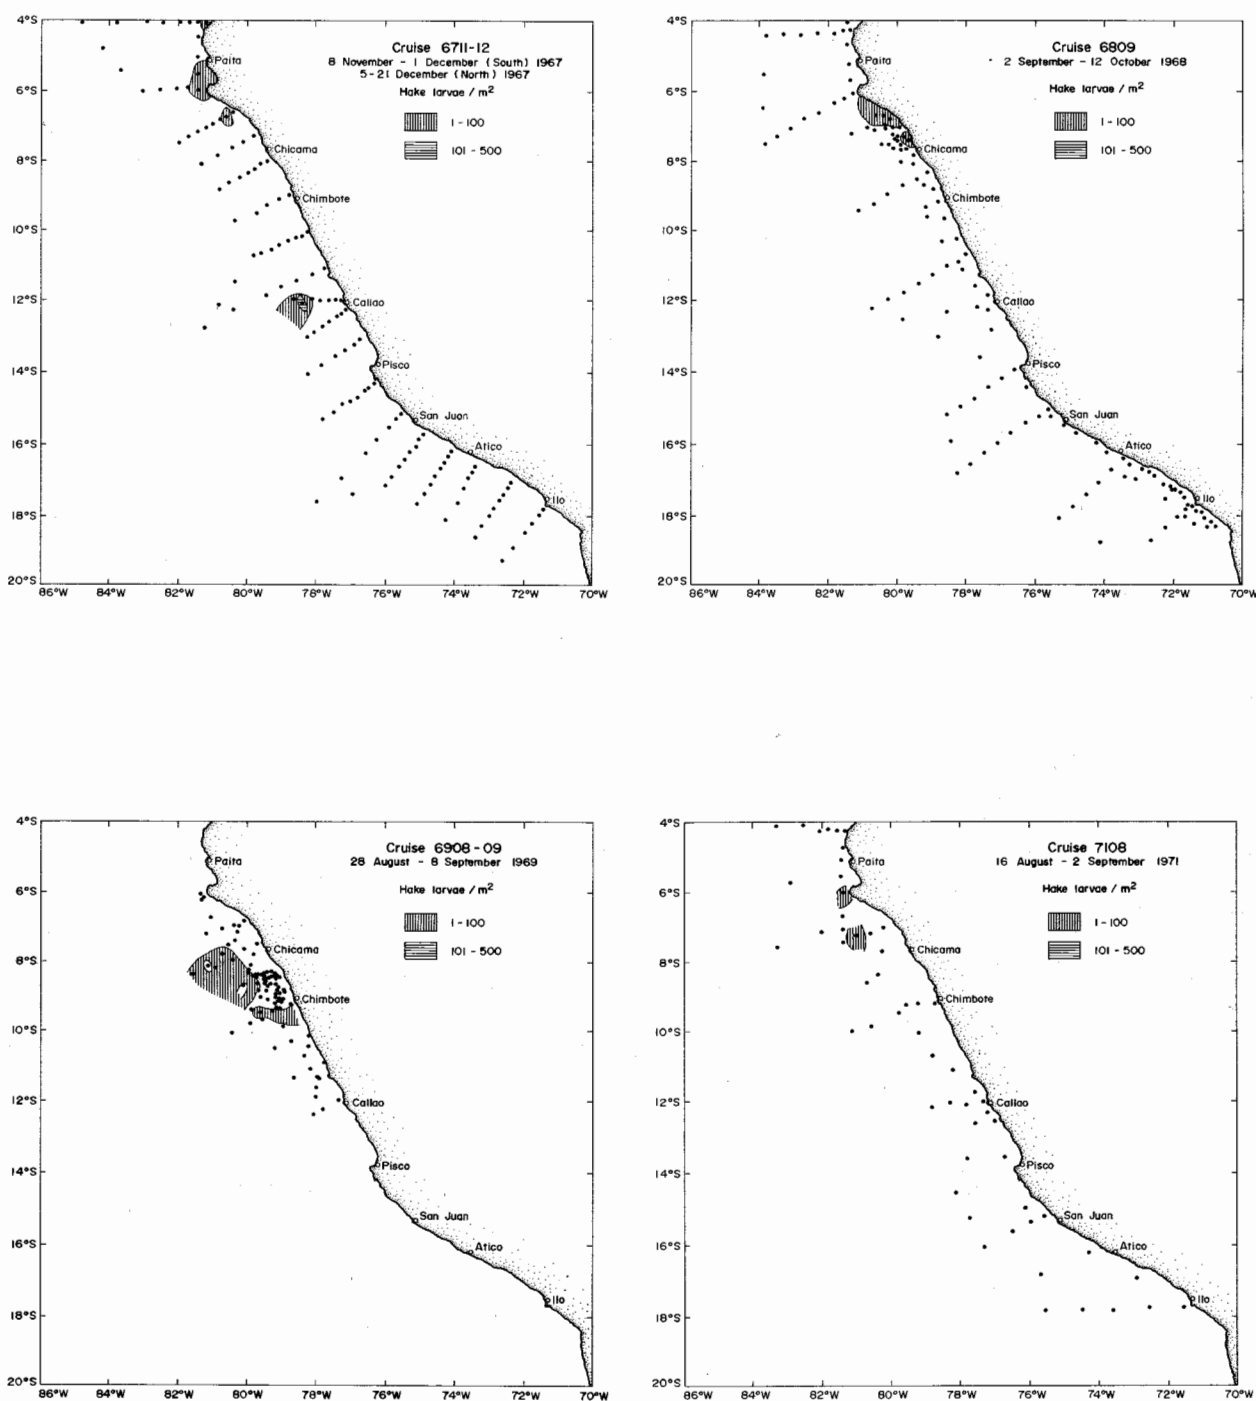 Cruise 6711-12
8 November - 1 December (South) 1967
5-21 December (North) 1967
Hake larvae / m²
1 - 100
101 - 500
4°S
6°S
8°S
10°S
12°S
14°S
16°S
18°S
20°S
Paita
Chicama
Chimbote
Callao
Pisco
San Juan
Atico
Ilo
86°W 84°W 82°W 80°W 78°W 76°W 74°W 72°W 70°W
Cruise 6809
2 September - 12 October 1968
Hake larvae / m²
1 - 100
101 - 500
4°S
6°S
8°S
10°S
12°S
14°S
16°S
18°S
20°S
Paita
Chicama
Chimbote
Callao
Pisco
San Juan
Atico
Ilo
86°W 84°W 82°W 80°W 78°W 76°W 74°W 72°W 70°W
Cruise 6908-09
28 August - 8 September 1969
Hake larvae / m²
1 - 100
101 - 500
4°S
6°S
8°S
10°S
12°S
14°S
16°S
18°S
20°S
Paita
Chicama
Chimbote
Callao
Pisco
San Juan
Atico
Ilo
86°W 84°W 82°W 80°W 78°W 76°W 74°W 72°W 70°W
Cruise 7108
16 August - 2 September 1971
Hake larvae / m²
1 - 100
101 - 500
4°S
6°S
8°S
10°S
12°S
14°S
16°S
18°S
20°S
Paita
Chicama
Chimbote
Callao
Pisco
San Juan
Atico
Ilo
86°W 84°W 82°W 80°W 78°W 76°W 74°W 72°W 70°W